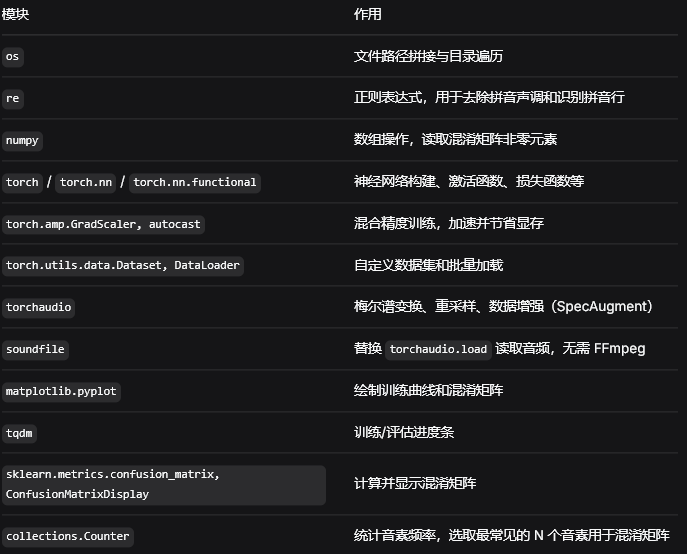 模块 作用
os 文件路径拼接与目录遍历
re 正则表达式，用于去除拼音声调和识别拼音行
numpy 数组操作，读取混淆矩阵非零元素
torch / torch.nn / torch.nn.functional 神经网络构建、激活函数、损失函数等
torch.amp.GradScaler, autocast 混合精度训练，加速并节省显存
torch.utils.data.Dataset, DataLoader 自定义数据集和批量加载
torchaudio 梅尔谱变换、重采样、数据增强（SpecAugment）
soundfile 替换 torchaudio.load 读取音频，无需 FFmpeg
matplotlib.pyplot 绘制训练曲线和混淆矩阵
tqdm 训练/评估进度条
sklearn.metrics.confusion_matrix,
ConfusionMatrixDisplay 计算并显示混淆矩阵
collections.Counter 统计音素频率，选取最常见的 N 个音素用于混淆矩阵